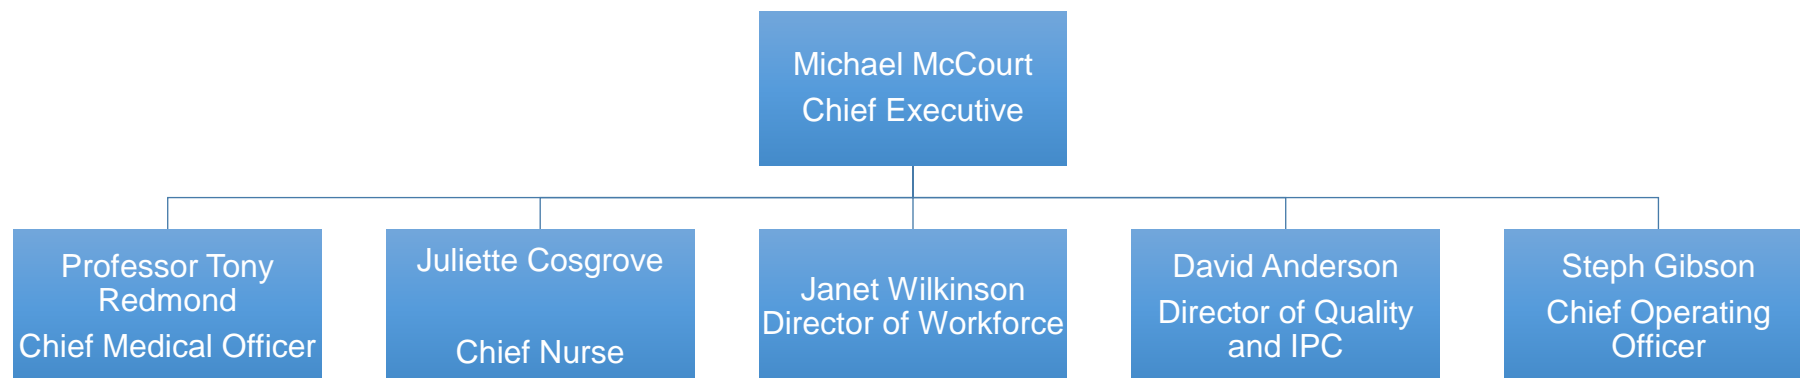 Michael McCourt
Chief Executive
Professor Tony
Redmond
Chief Medical Officer
Juliette Cosgrove
Chief Nurse
Janet Wilkinson
Director of Workforce
David Anderson
Director of Quality
and IPC
Steph Gibson
Chief Operating
Officer